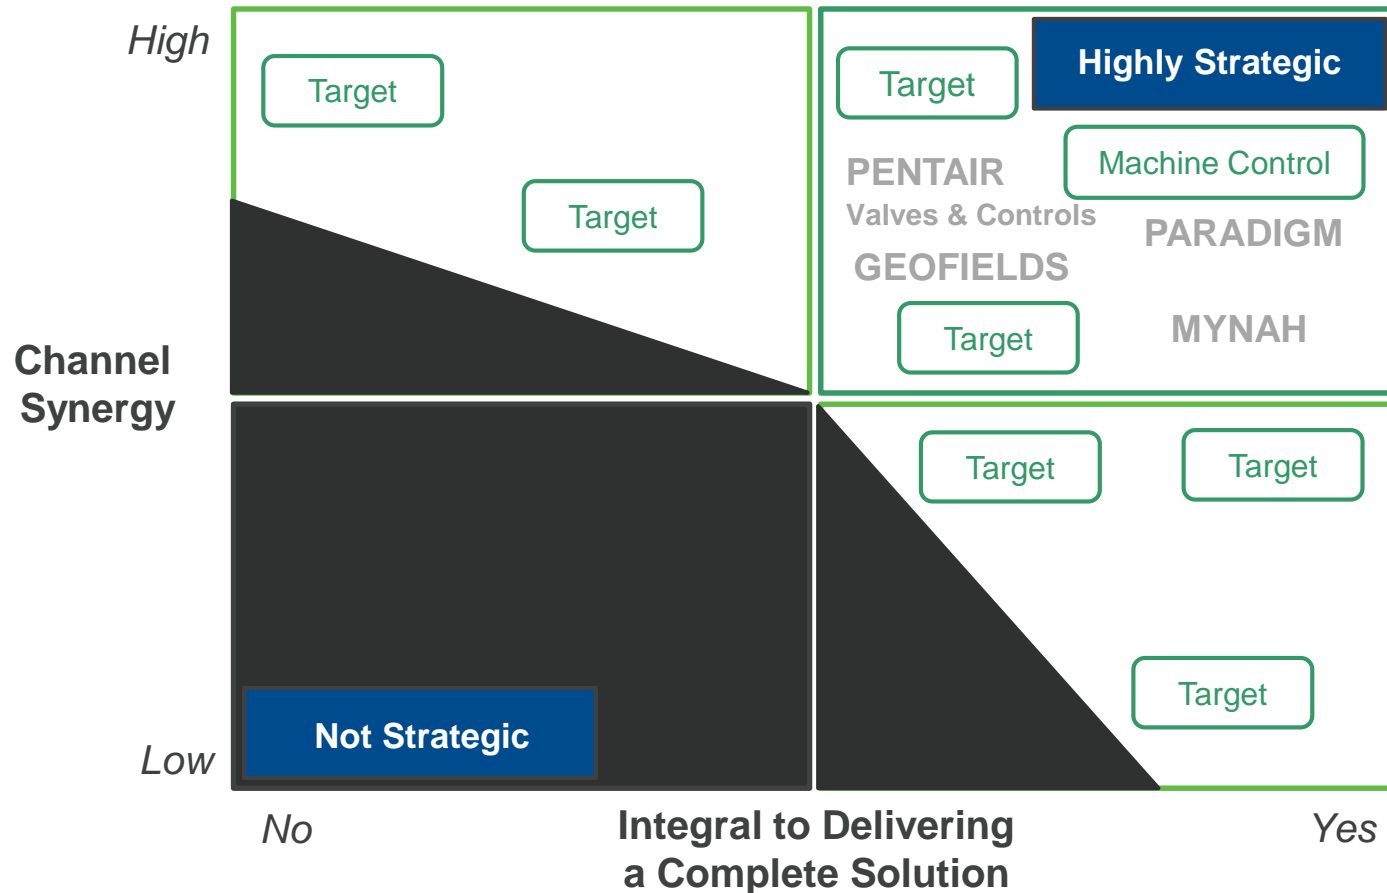 High
Target
Target
Highly Strategic
Target
Machine Control
PENTAIR
Valves & Controls
PARADIGM
GEOFIELDS
Target
MYNAH
Channel
Synergy
Target
Target
Target
Not Strategic
Low
No
Integral to Delivering
a Complete Solution
Yes